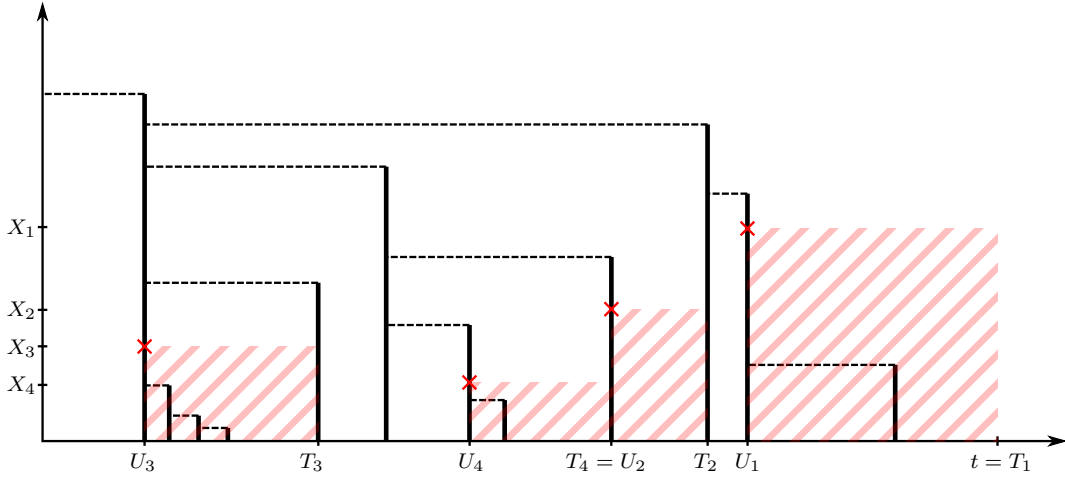 X₁
X₂
X₃
X₄
U₃ T₃ U₄ T₄ = U₂ T₂ U₁ t = T₁